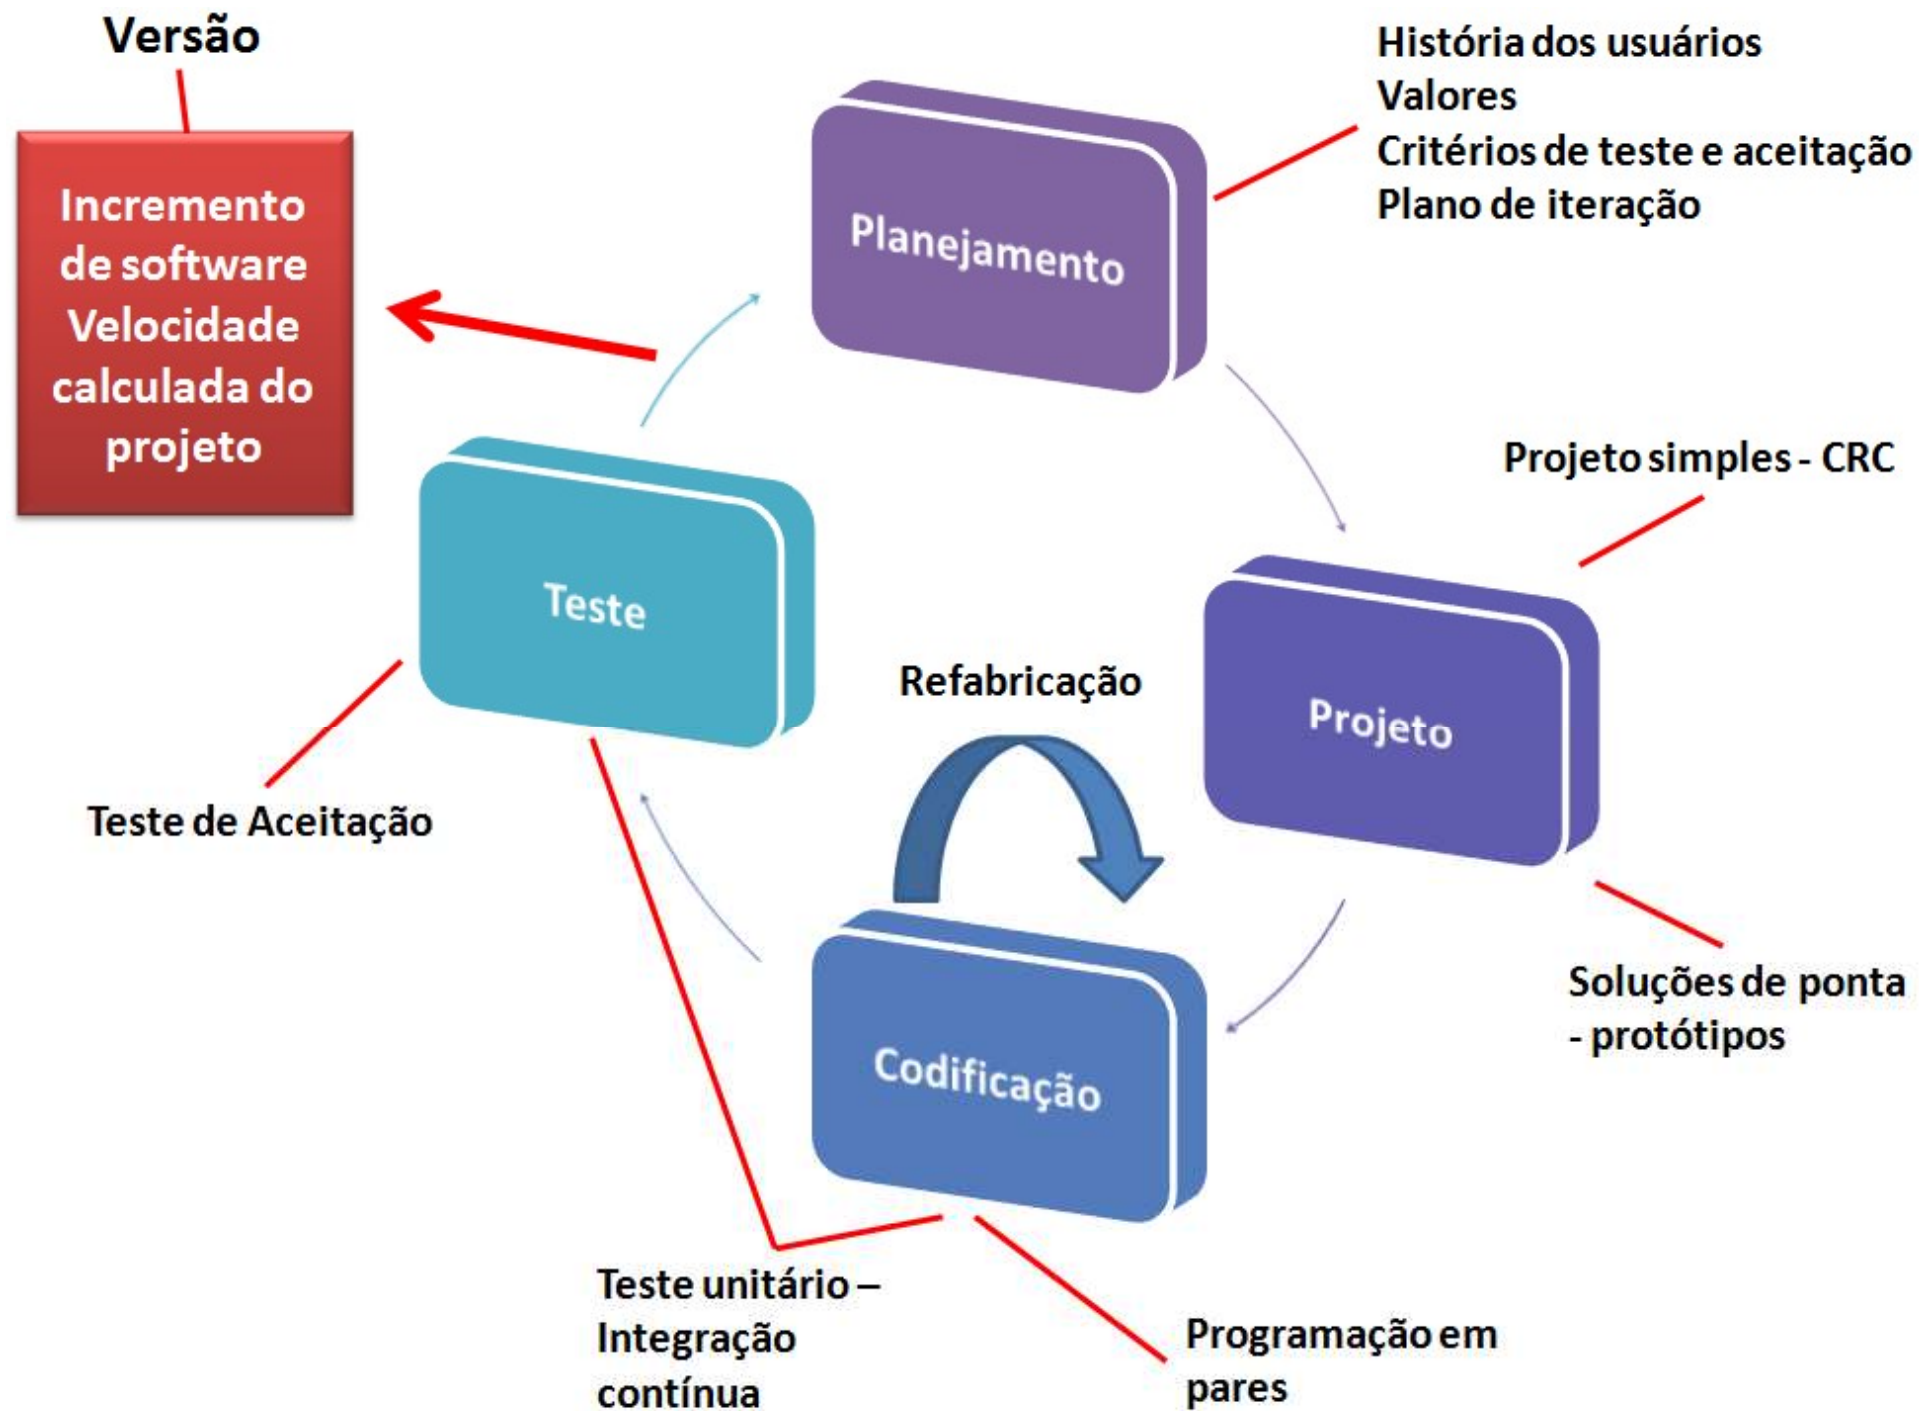 Versão
Incremento
de software
Velocidade
calculada do
projeto
Planejamento
História dos usuários
Valores
Critérios de teste e aceitação
Plano de iteração
Projeto simples - CRC
Projeto
Soluções de ponta
- protótipos
Refabricação
Codificação
Programação em
pares
Teste unitário –
Integração
contínua
Teste
Teste de Aceitação